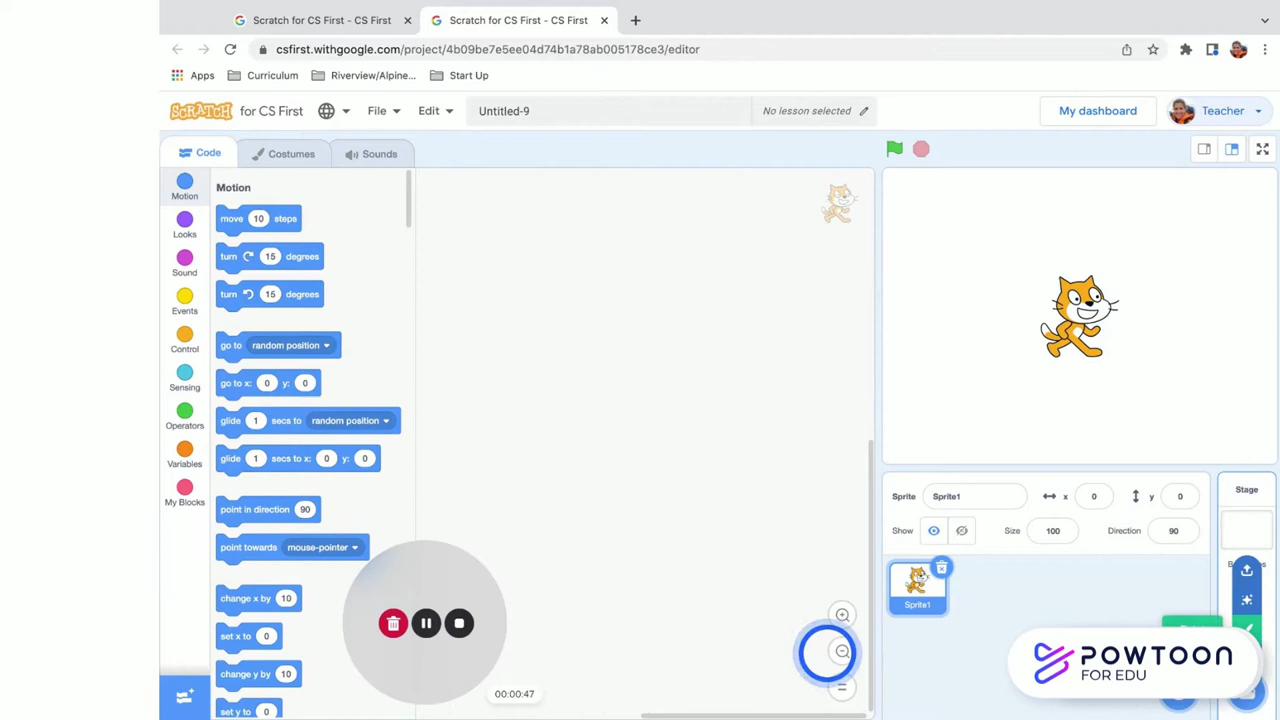 Scratch for CS First - CS First
Scratch for CS First - CS First
csfirst.withgoogle.com/project/4b09be7e5ee04d74b1a78ab005178ce3/editor
Apps
Curriculum
Riverview/Alpine...
Start Up
SCRATCH
for CS First
File
Edit
Untitled-9
No lesson selected
My dashboard
Teacher
Code
Costumes
Sounds
Motion
Looks
Sound
Events
Control
Sensing
Operators
Variables
My Blocks
Motion
move 10 steps
turn 15 degrees
turn 15 degrees
go to random position
go to x: 0 y: 0
glide 1 secs to random position
glide 1 secs to x: 0 y: 0
point in direction 90
point towards mouse-pointer
change x by 10
set x to 0
change y by 10
set y to 0
00:00:47
Sprite
Sprite1
x 0
y 0
Show
Size 100
Direction 90
Sprite1
Stage
POWTOON
FOR EDU